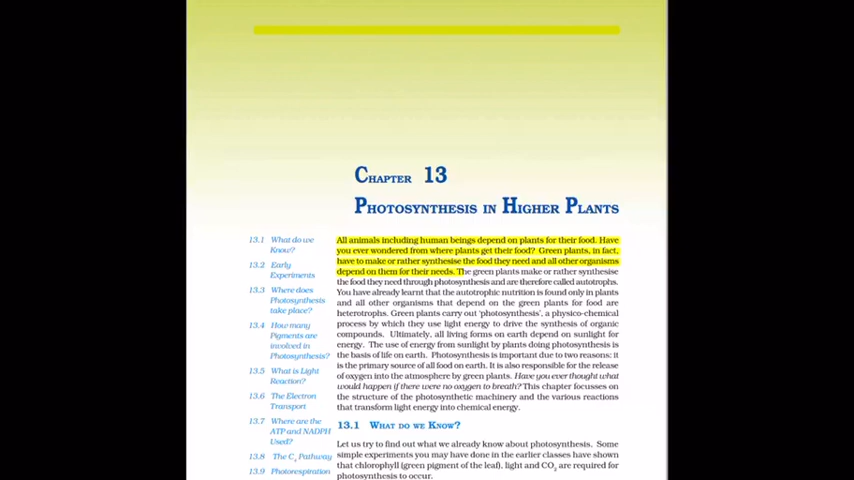 CHAPTER 13
PHOTOSYNTHESIS IN HIGHER PLANTS
13.1 What do we
Know?
13.2 Early
Experiments
13.3 Where does
Photosynthesis
take place?
13.4 How many
Pigments are
involved in
Photosynthesis?
13.5 What is Light
Reaction?
13.6 The Electron
Transport
13.7 Where are the
ATP and NADPH
Used?
13.8 The C4 Pathway
13.9 Photorespiration
All animals including human beings depend on plants for their food. Have
you ever wondered from where plants get their food? Green plants, in fact,
have to make or rather synthesise the food they need and all other organisms
depend on them for their needs. The green plants make or rather synthesise
the food they need through photosynthesis and are therefore called autotrophs.
You have already learnt that the autotrophic nutrition is found only in plants
and all other organisms that depend on the green plants for food are
heterotrophs. Green plants carry out ‘photosynthesis’, a physico-chemical
process by which they use light energy to drive the synthesis of organic
compounds. Ultimately, all living forms on earth depend on sunlight for
energy. The use of energy from sunlight by plants doing photosynthesis is
the basis of life on earth. Photosynthesis is important due to two reasons: it
is the primary source of all food on earth. It is also responsible for the release
of oxygen into the atmosphere by green plants. Have you ever thought what
would happen if there were no oxygen to breath? This chapter focusses on
the structure of the photosynthetic machinery and the various reactions
that transform light energy into chemical energy.
13.1 WHAT DO WE KNOW?
Let us try to find out what we already know about photosynthesis. Some
simple experiments you may have done in the earlier classes have shown
that chlorophyll (green pigment of the leaf), light and CO2 are required for
photosynthesis to occur.